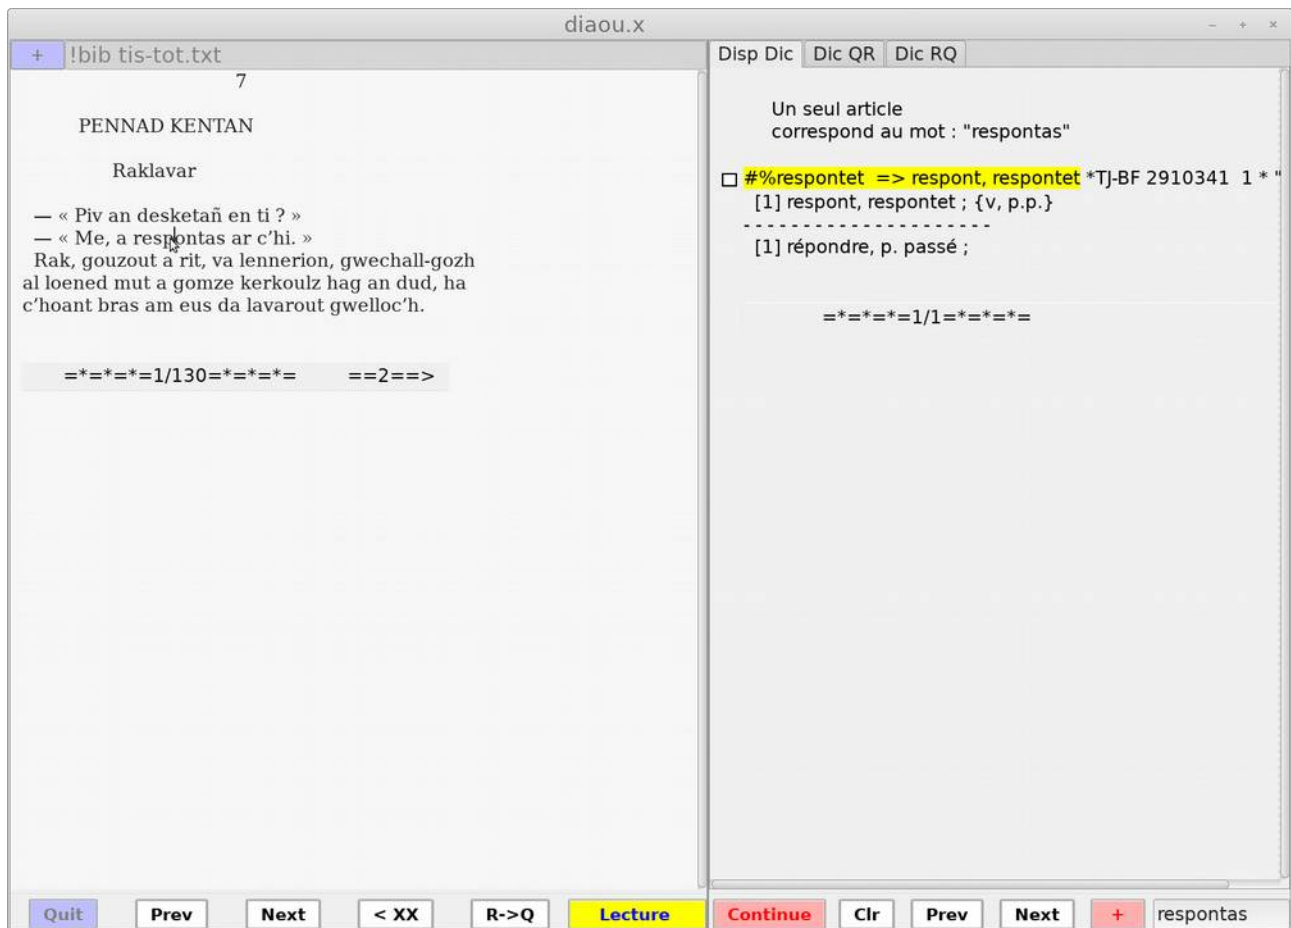 diaou.x
+ !bib tis-tot.txt
7
PENNAD KENTAN
Raklavar
— « Piv an desketañ en ti ? »
— « Me, a respontas ar c’hi. »
Rak, gouzout a rit, va lennerion, gwechall-gozh
al loened mut a gomze kerkoulz hag an dud, ha
c’hoant bras am eus da lavarout gwelloc’h.
=*=*=*=1/130=*=*=*= ==2==>
Quit Prev Next < XX R->Q Lecture
Disp Dic Dic QR Dic RQ
Un seul article
correspond au mot : "respontas"
#%respontet => respont, respontet *TJ-BF 2910341 1 * "
[1] respont, respontet ; {v, p.p.}
- - - - - - - - - - - - - - - - - - - - - -
[1] répondre, p. passé ;
=*=*=*=1/1=*=*=*=
Continue Clr Prev Next + respontas